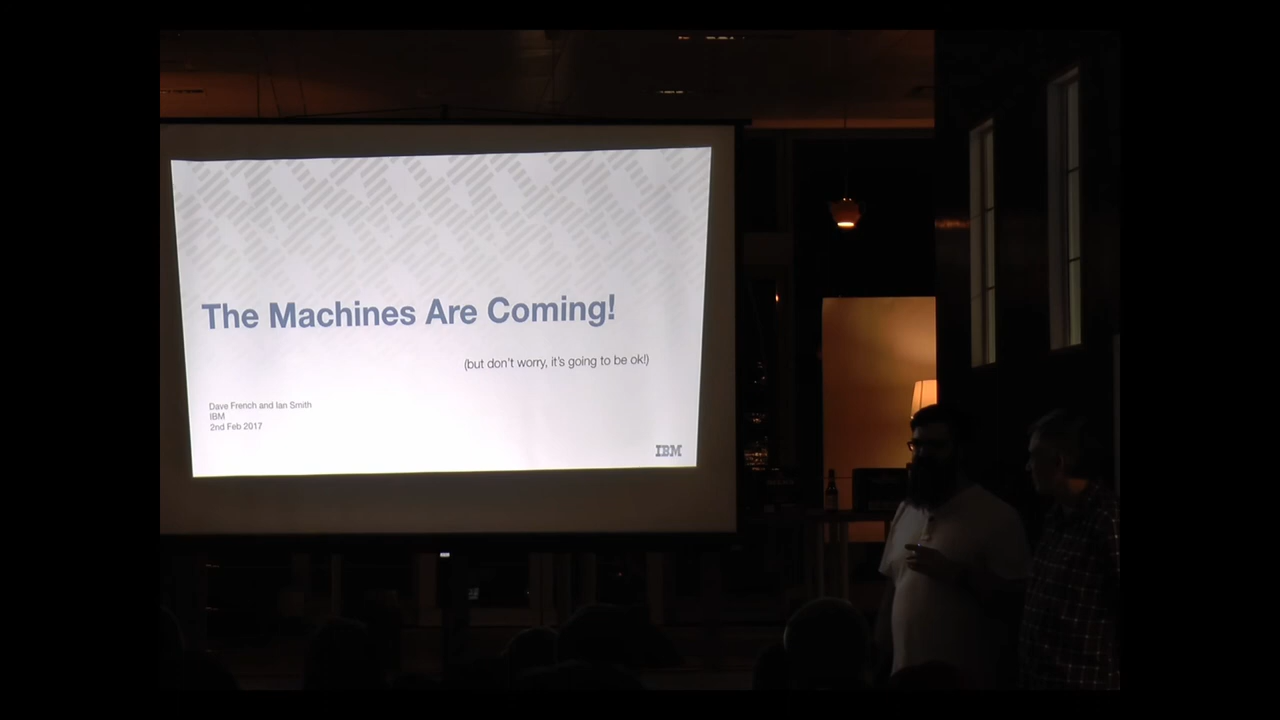 The Machines Are Coming!
(but don't worry, it's going to be ok!)
Dave French and Ian Smith
IBM
2nd Feb 2017
IBM